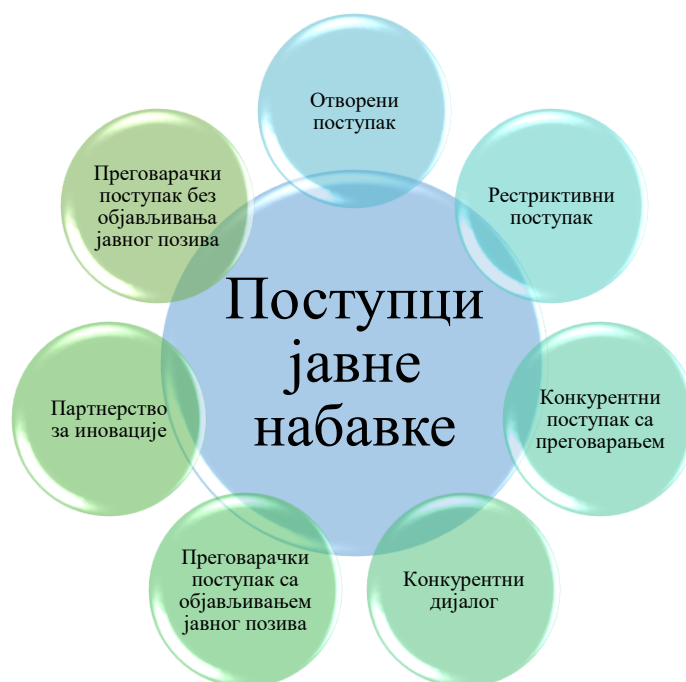 Поступци
јавне
набавке
Отворени
поступак
Рестриктивни
поступак
Конкурентни
поступак са
преговарањем
Конкурентни
дијалог
Преговарачки
поступак са
објављивањем
јавног позива
Партнерство
за иновације
Преговарачки
поступак без
објављивања
јавног позива